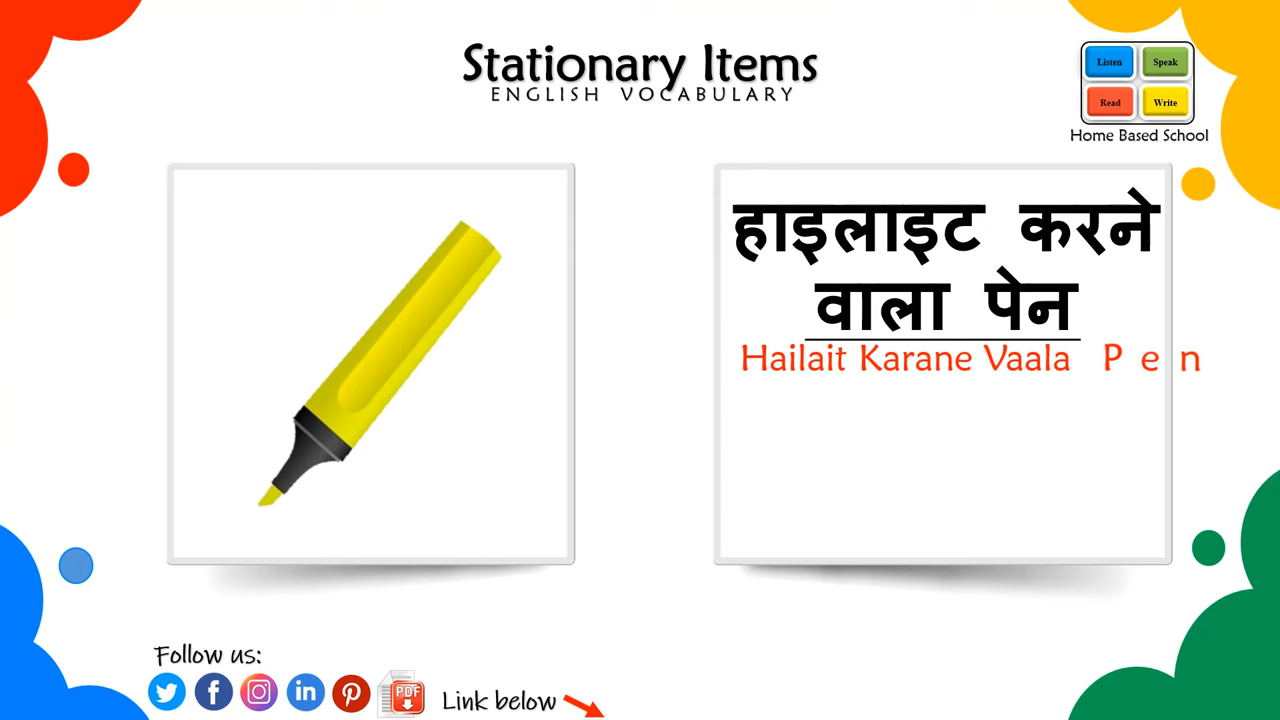 Stationary Items
ENGLISH VOCABULARY
Listen Speak
Read Write
Home Based School
हाइलाइट करने
वाला पेन
Hailait Karane Vaala Pen
Follow us:
PDF
Link below